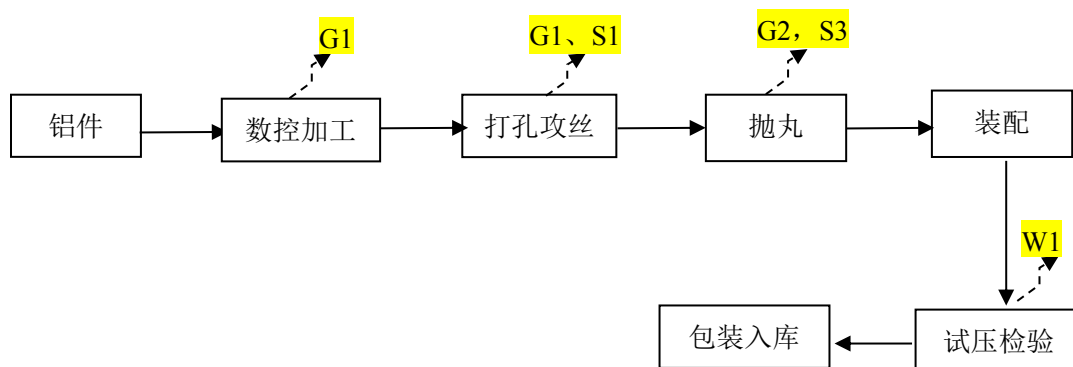 G1
G1、S1
G2，S3
铝件
数控加工
打孔攻丝
抛丸
装配
W1
包装入库
试压检验